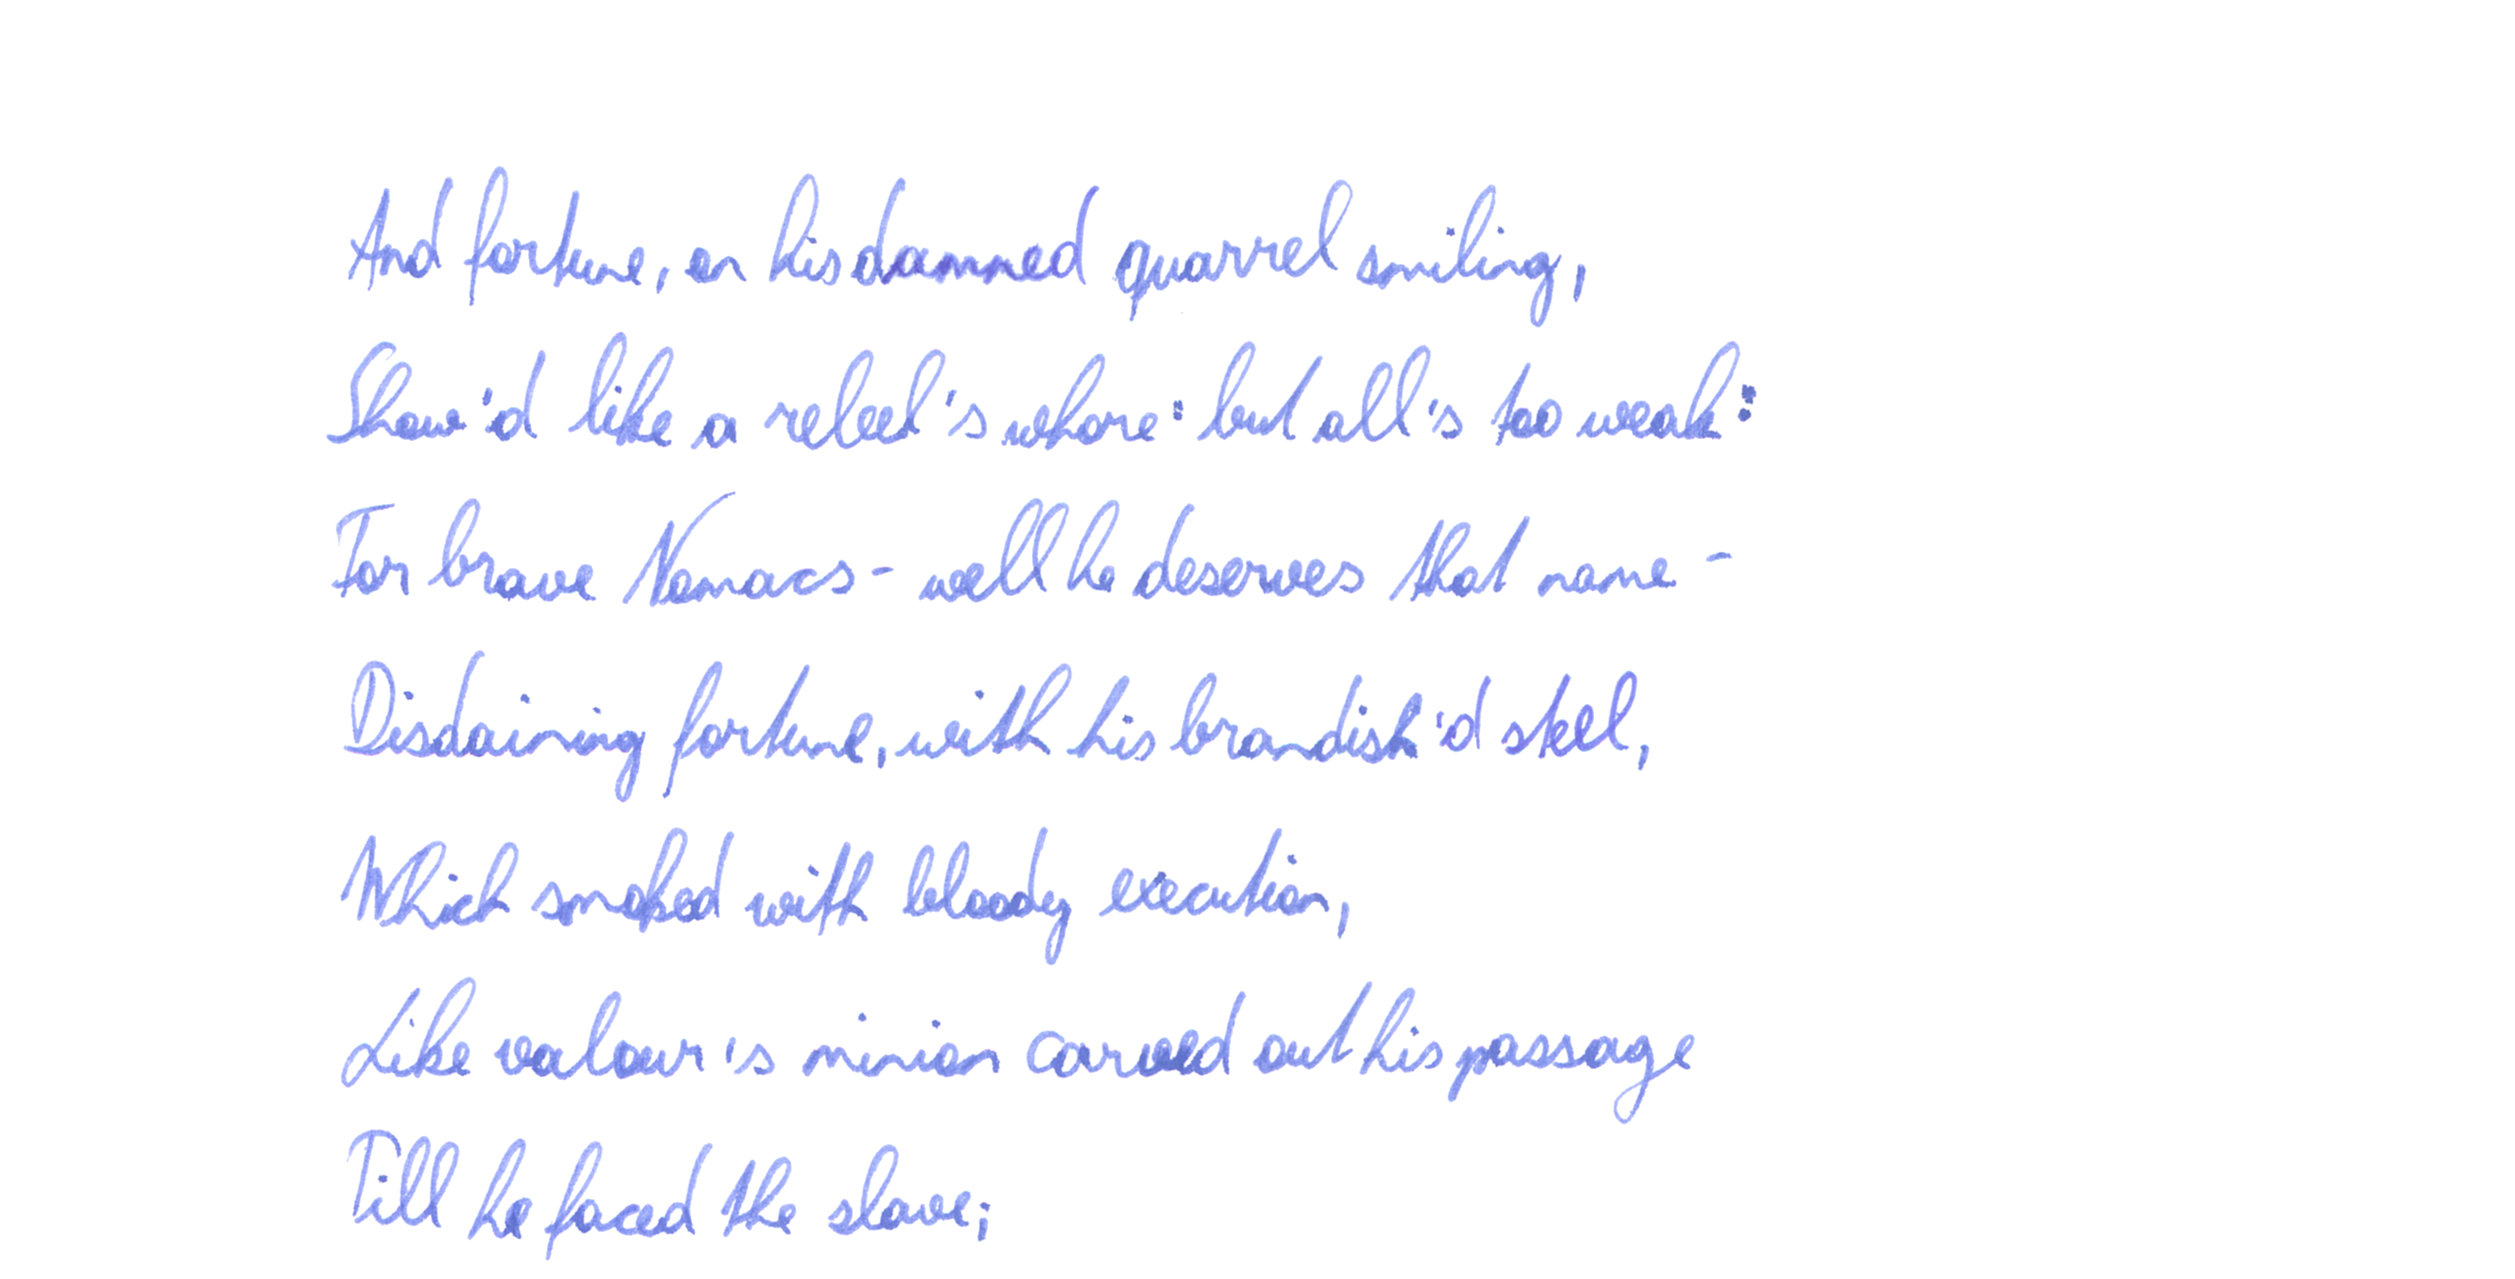 And fortune, on his damned quarrel smiling,
Show'd like a rebel's whore: but all's too weak:
For brave Namacs - well he deserves that name -
Disdaining fortune, with his brandish'd steel,
Which smoked with bloody execution,
Like valour's minion carved out his passage
Till he faced the slave;